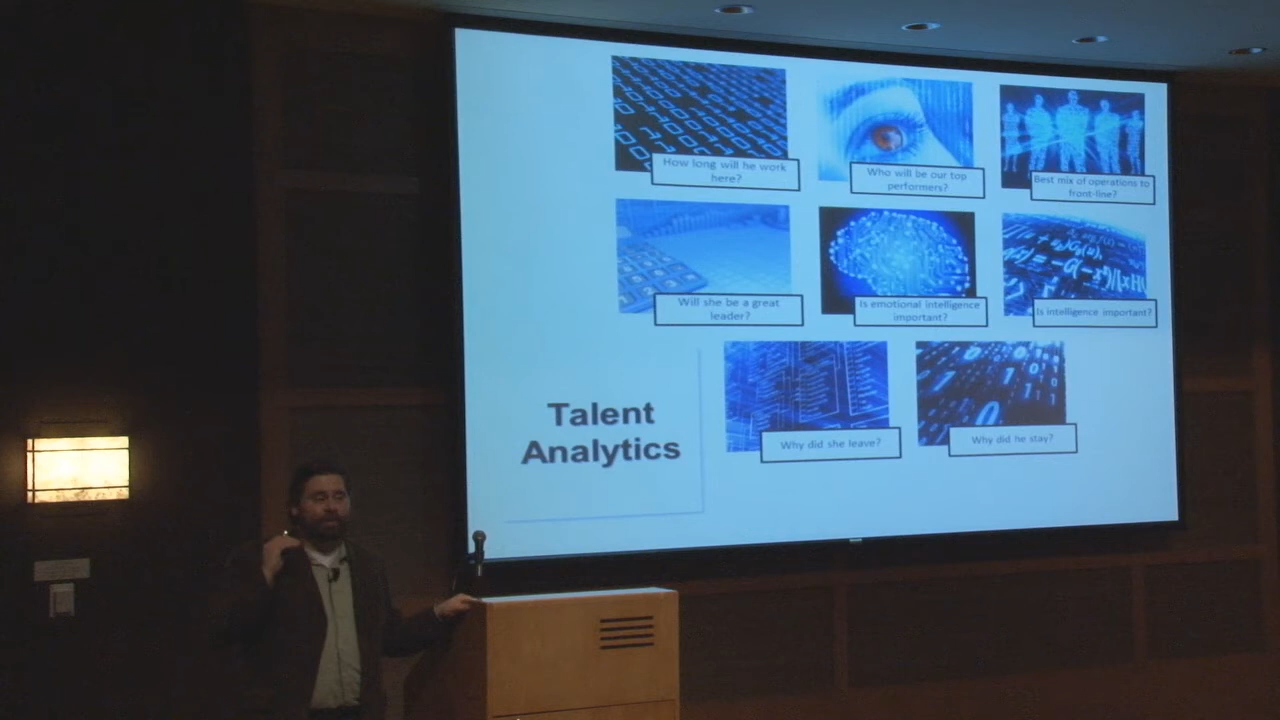 How long will he work
here?
Who will be our top
performers?
Best mix of operations to
front-line?
Will she be a great
leader?
Is emotional intelligence
important?
Is intelligence important?
Talent
Analytics
Why did she leave?
Why did he stay?